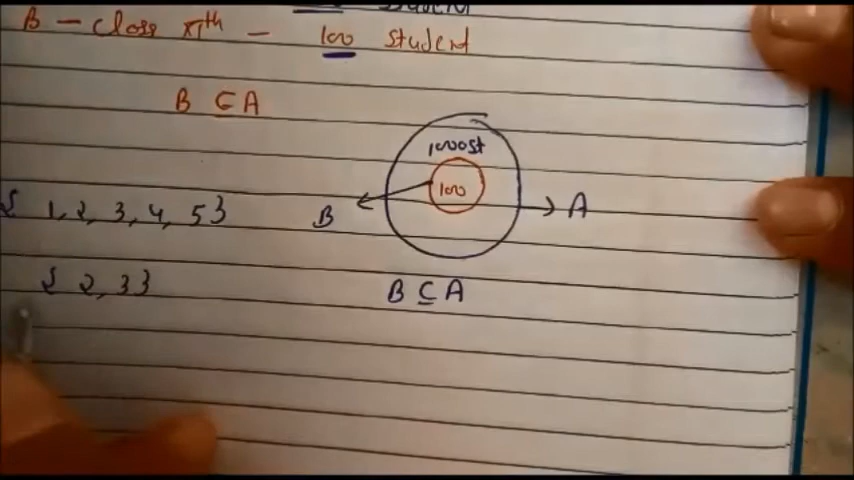 B - Class XIth - 100 Student
B ⊆ A
1000st
100
{ 1, 2, 3, 4, 5}
B
A
{ 2, 3}
B ⊆ A